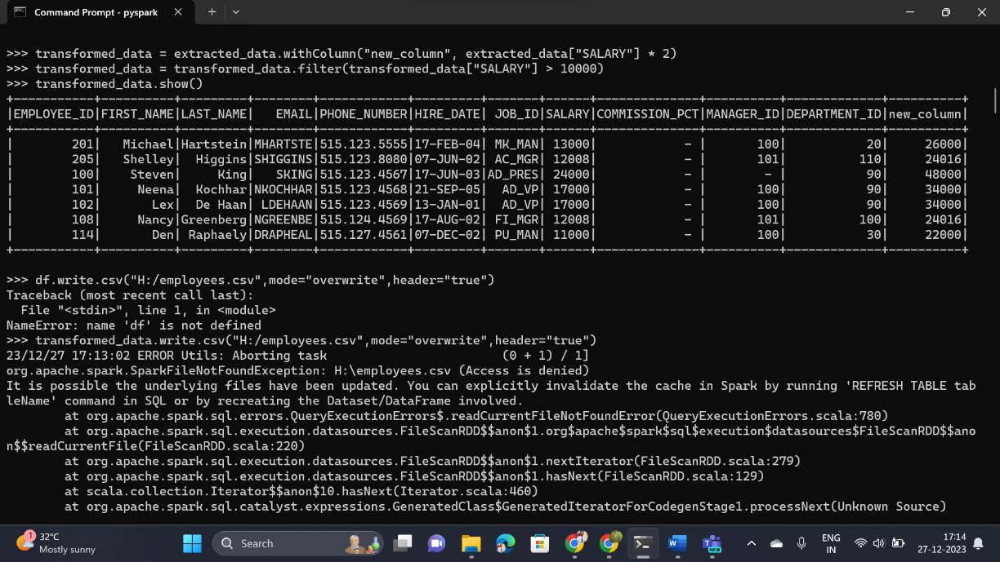 Command Prompt - pyspark
>>> transformed_data = extracted_data.withColumn("new_column", extracted_data["SALARY"] * 2)
>>> transformed_data = transformed_data.filter(transformed_data["SALARY"] > 10000)
>>> transformed_data.show()
+-----------+----------+---------+--------+------------+---------+-------+------+--------------+----------+-------------+----------+
|EMPLOYEE_ID|FIRST_NAME|LAST_NAME|   EMAIL|PHONE_NUMBER|HIRE_DATE| JOB_ID|SALARY|COMMISSION_PCT|MANAGER_ID|DEPARTMENT_ID|new_column|
+-----------+----------+---------+--------+------------+---------+-------+------+--------------+----------+-------------+----------+
|        201|   Michael|Hartstein|MHARTSTE|515.123.5555|17-FEB-04| MK_MAN| 13000|            - |       100|           20|     26000|
|        205|   Shelley|  Higgins|SHIGGINS|515.123.8080|07-JUN-02| AC_MGR| 12008|            - |       101|          110|     24016|
|        100|    Steven|     King|   SKING|515.123.4567|17-JUN-03|AD_PRES| 24000|            - |        - |           90|     48000|
|        101|     Neena|  Kochhar|NKOCHHAR|515.123.4568|21-SEP-05|  AD_VP| 17000|            - |       100|           90|     34000|
|        102|       Lex|  De Haan| LDEHAAN|515.123.4569|13-JAN-01|  AD_VP| 17000|            - |       100|           90|     34000|
|        108|     Nancy|Greenberg|NGREENBE|515.124.4569|17-AUG-02| FI_MGR| 12008|            - |       101|          100|     24016|
|        114|       Den| Raphaely|DRAPHEAL|515.127.4561|07-DEC-02| PU_MAN| 11000|            - |       100|           30|     22000|
+-----------+----------+---------+--------+------------+---------+-------+------+--------------+----------+-------------+----------+
>>> df.write.csv("H:/employees.csv",mode="overwrite",header="true")
Traceback (most recent call last):
  File "<stdin>", line 1, in <module>
NameError: name 'df' is not defined
>>> transformed_data.write.csv("H:/employees.csv",mode="overwrite",header="true")
23/12/27 17:13:02 ERROR Utils: Aborting task                        (0 + 1) / 1]
org.apache.spark.SparkFileNotFoundException: H:\employees.csv (Access is denied)
It is possible the underlying files have been updated. You can explicitly invalidate the cache in Spark by running 'REFRESH TABLE tab
leName' command in SQL or by recreating the Dataset/DataFrame involved.
        at org.apache.spark.sql.errors.QueryExecutionErrors$.readCurrentFileNotFoundError(QueryExecutionErrors.scala:780)
        at org.apache.spark.sql.execution.datasources.FileScanRDD$$anon$1.org$apache$spark$sql$execution$datasources$FileScanRDD$$ano
n$$readCurrentFile(FileScanRDD.scala:220)
        at org.apache.spark.sql.execution.datasources.FileScanRDD$$anon$1.nextIterator(FileScanRDD.scala:279)
        at org.apache.spark.sql.execution.datasources.FileScanRDD$$anon$1.hasNext(FileScanRDD.scala:129)
        at scala.collection.Iterator$$anon$10.hasNext(Iterator.scala:460)
        at org.apache.spark.sql.catalyst.expressions.GeneratedClass$GeneratedIteratorForCodegenStage1.processNext(Unknown Source)
1
32°C
Mostly sunny
Search
W
T
NEW
ENG
IN
17:14
27-12-2023